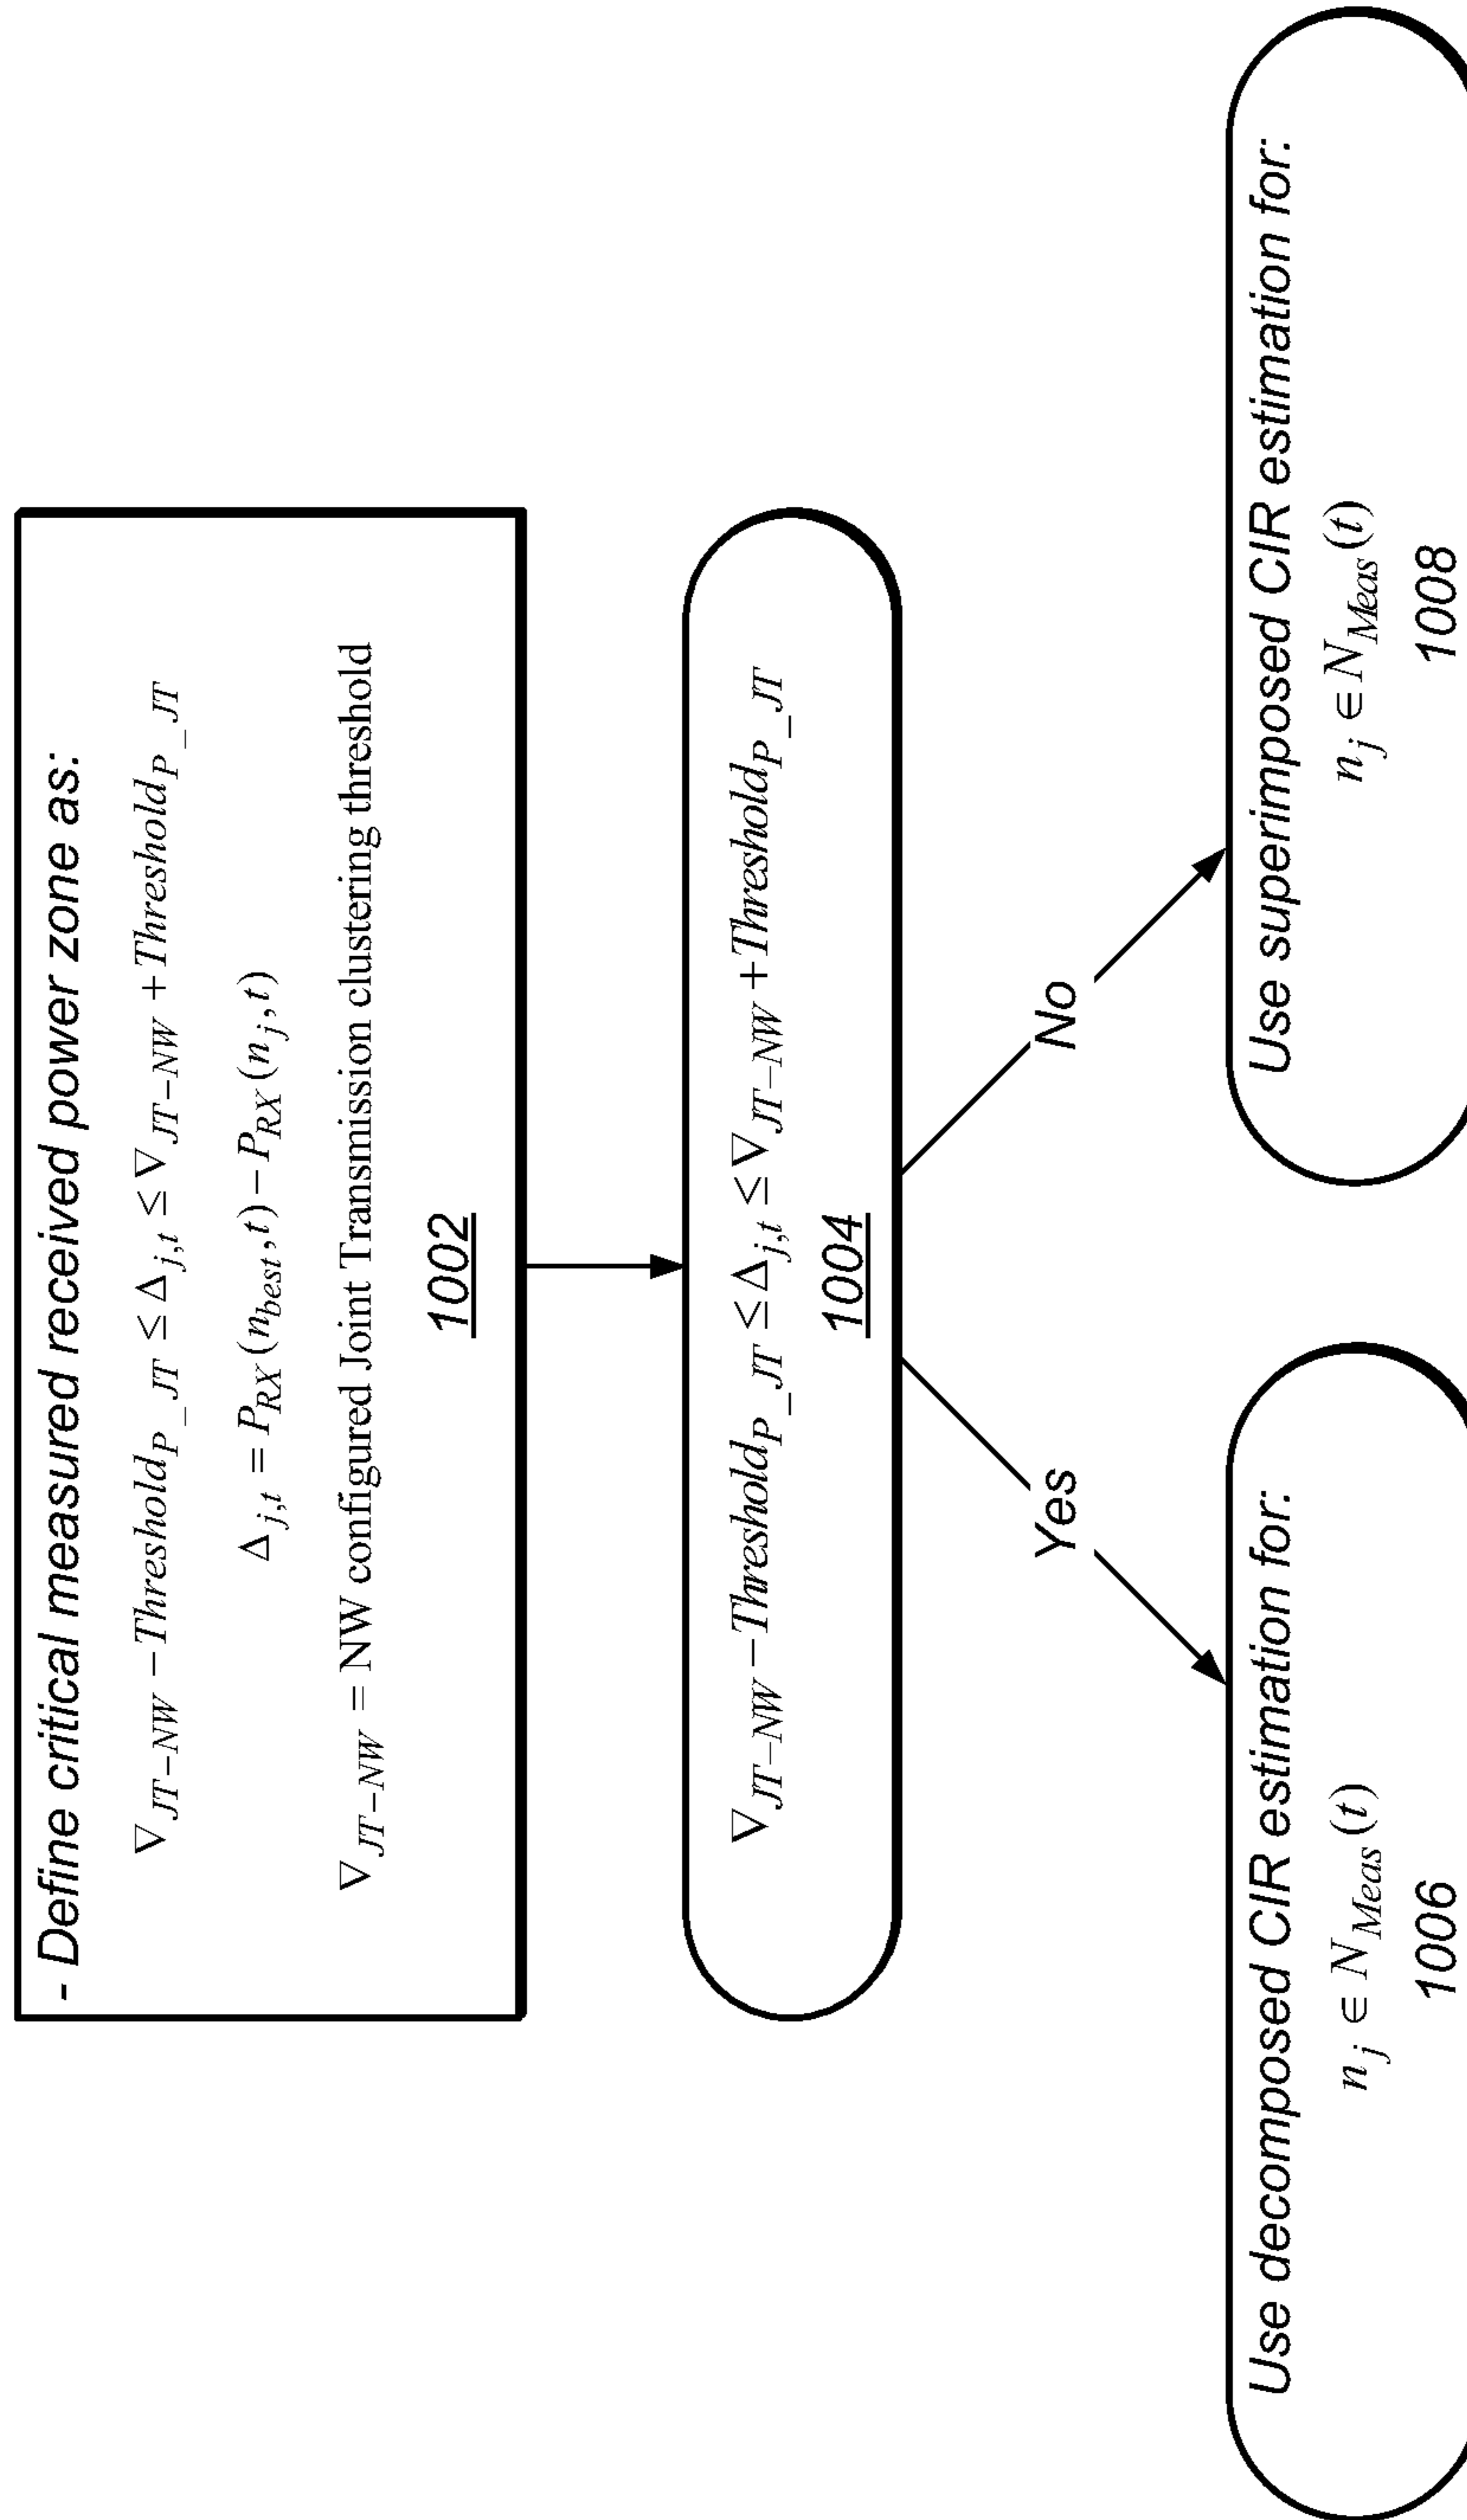 - Define critical measured received power zone as:
∇_{JT-NW} - Threshold_{P_JT} ≤ Δ_{j,t} ≤ ∇_{JT-NW} + Threshold_{P_JT}
Δ_{j,t} = P_{RX}(n_{best},t) - P_{RX}(n_j,t)
∇_{JT-NW} = NW configured Joint Transmission clustering threshold
1002
∇_{JT-NW} - Threshold_{P_JT} ≤ Δ_{j,t} ≤ ∇_{JT-NW} + Threshold_{P_JT}
1004
Yes
No
Use decomposed CIR estimation for:
n_j ∈ N_{Meas}(t)
1006
Use superimposed CIR estimation for:
n_j ∈ N_{Meas}(t)
1008